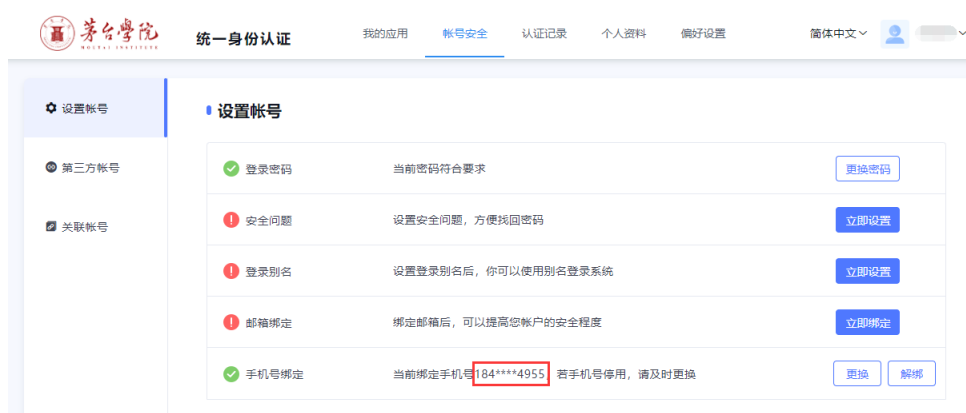 茅台學院
MOUTAI INSTITUTE
统一身份认证
我的应用 帐号安全 认证记录 个人资料 偏好设置 简体中文
设置帐号
第三方帐号
关联帐号
设置帐号
登录密码 当前密码符合要求 更换密码
安全问题 设置安全问题，方便找回密码 立即设置
登录别名 设置登录别名后，你可以使用别名登录系统 立即设置
邮箱绑定 绑定邮箱后，可以提高您帐户的安全程度 立即绑定
手机号绑定 当前绑定手机号184****4955，若手机号停用，请及时更换 更换 解绑